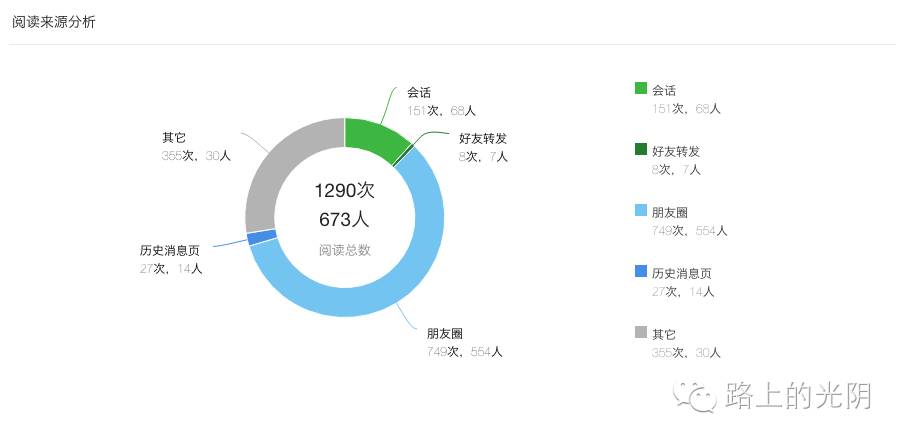 阅读来源分析
会话
151次，68人
好友转发
8次，7人
其它
355次，30人
1290次
673人
阅读总数
历史消息页
27次，14人
朋友圈
749次，554人
会话
151次，68人
好友转发
8次，7人
朋友圈
749次，554人
历史消息页
27次，14人
其它
355次，30人
路上的光阴